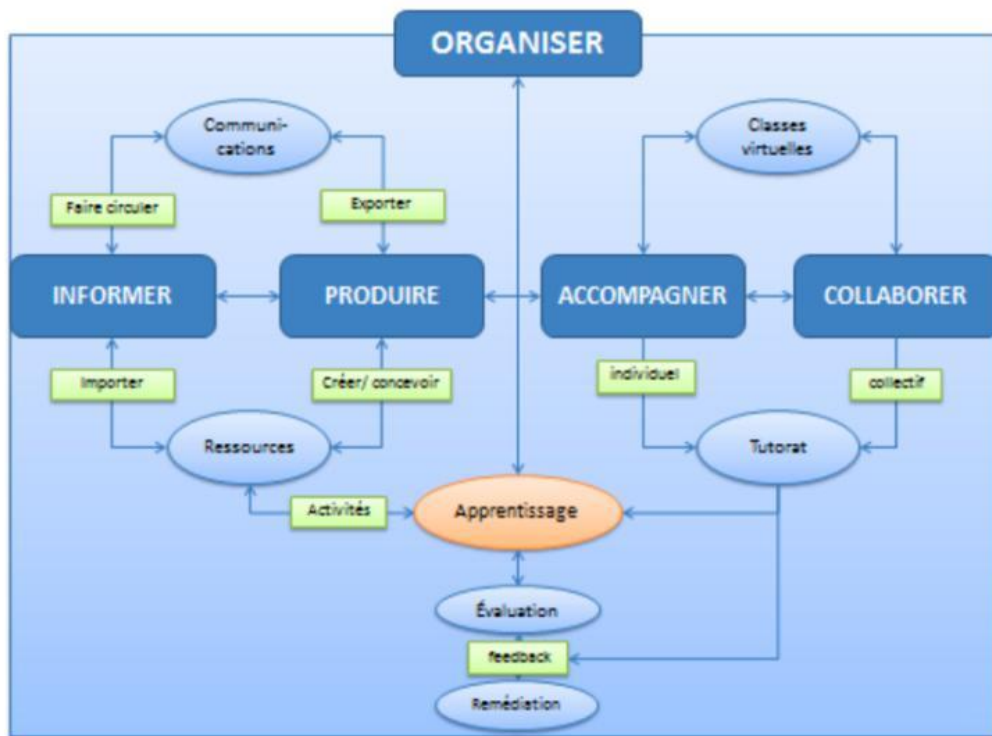 ORGANISER
Communi-
cations
Classes
virtuelles
Faire circuler
Exporter
INFORMER
PRODUIRE
ACCOMPAGNER
COLLABORER
Importer
Créer/ concevoir
individuel
collectif
Ressources
Tutorat
Activités
Apprentissage
Évaluation
feedback
Remédiation